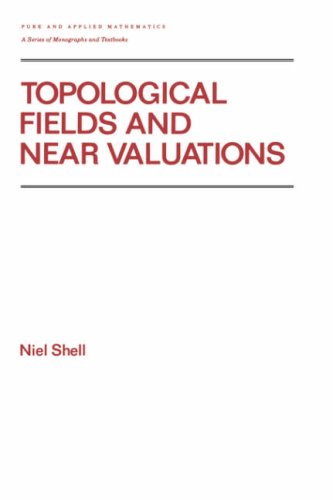 PURE AND APPLIED MATHEMATICS
A Series of Monographs and Textbooks
TOPOLOGICAL
FIELDS AND
NEAR VALUATIONS
Niel Shell